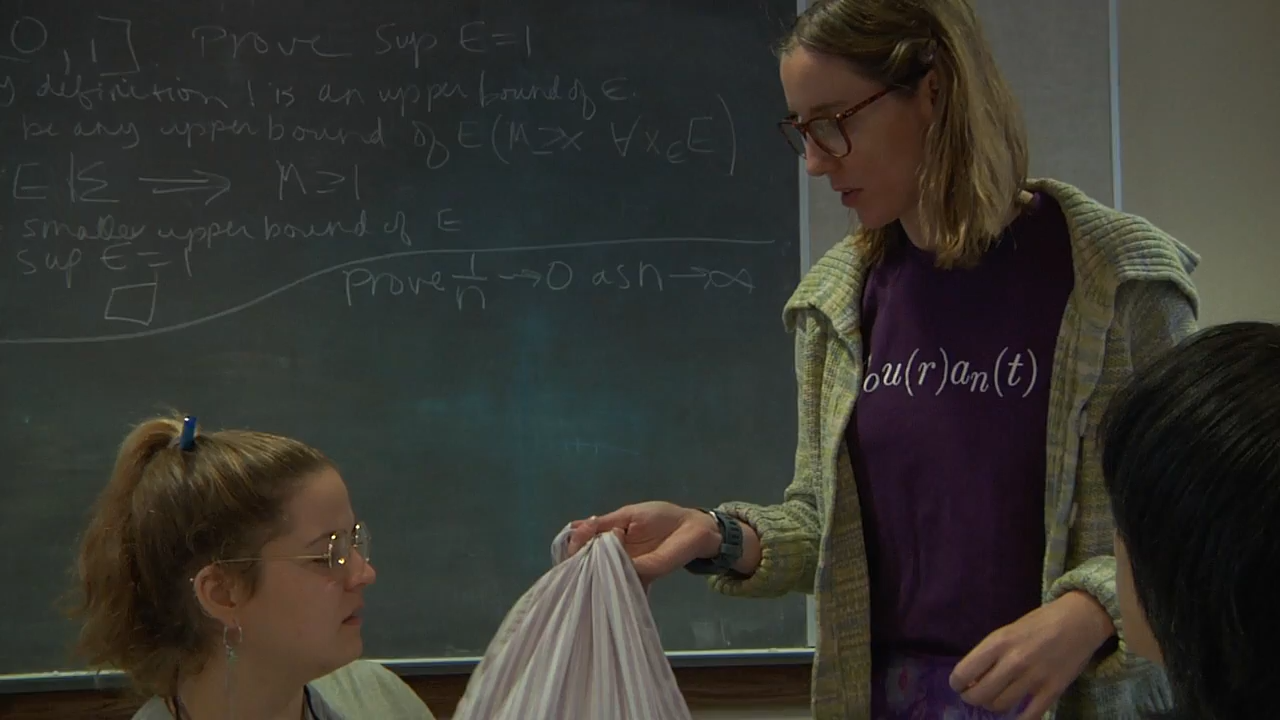 0,1] Prove Sup E=1
y definition 1 is an upper bound of E.
be any upper bound of E (M≥x ∀x∈E)
E ⟹ M≥1
smaller upper bound of E
sup E=1
prove 1/n → 0 as n → ∞
ou(r)aₙ(t)